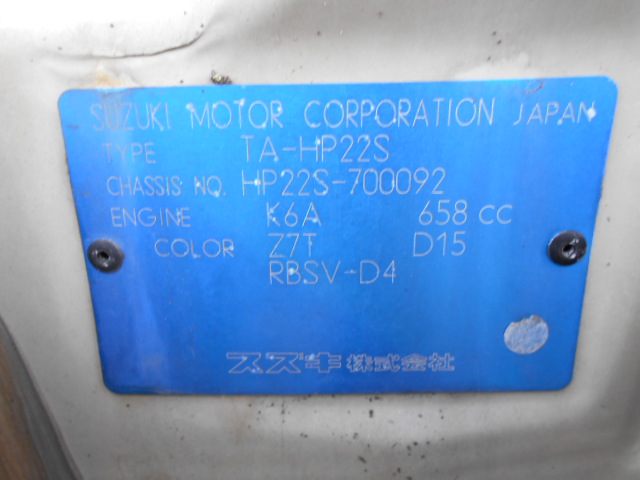 SUZUKI MOTOR CORPORATION JAPAN
TYPE TA-HP22S
CHASSIS NO. HP22S-700092
ENGINE K6A 658 CC
COLOR Z7T D15
RBSV-D4
スズキ株式会社